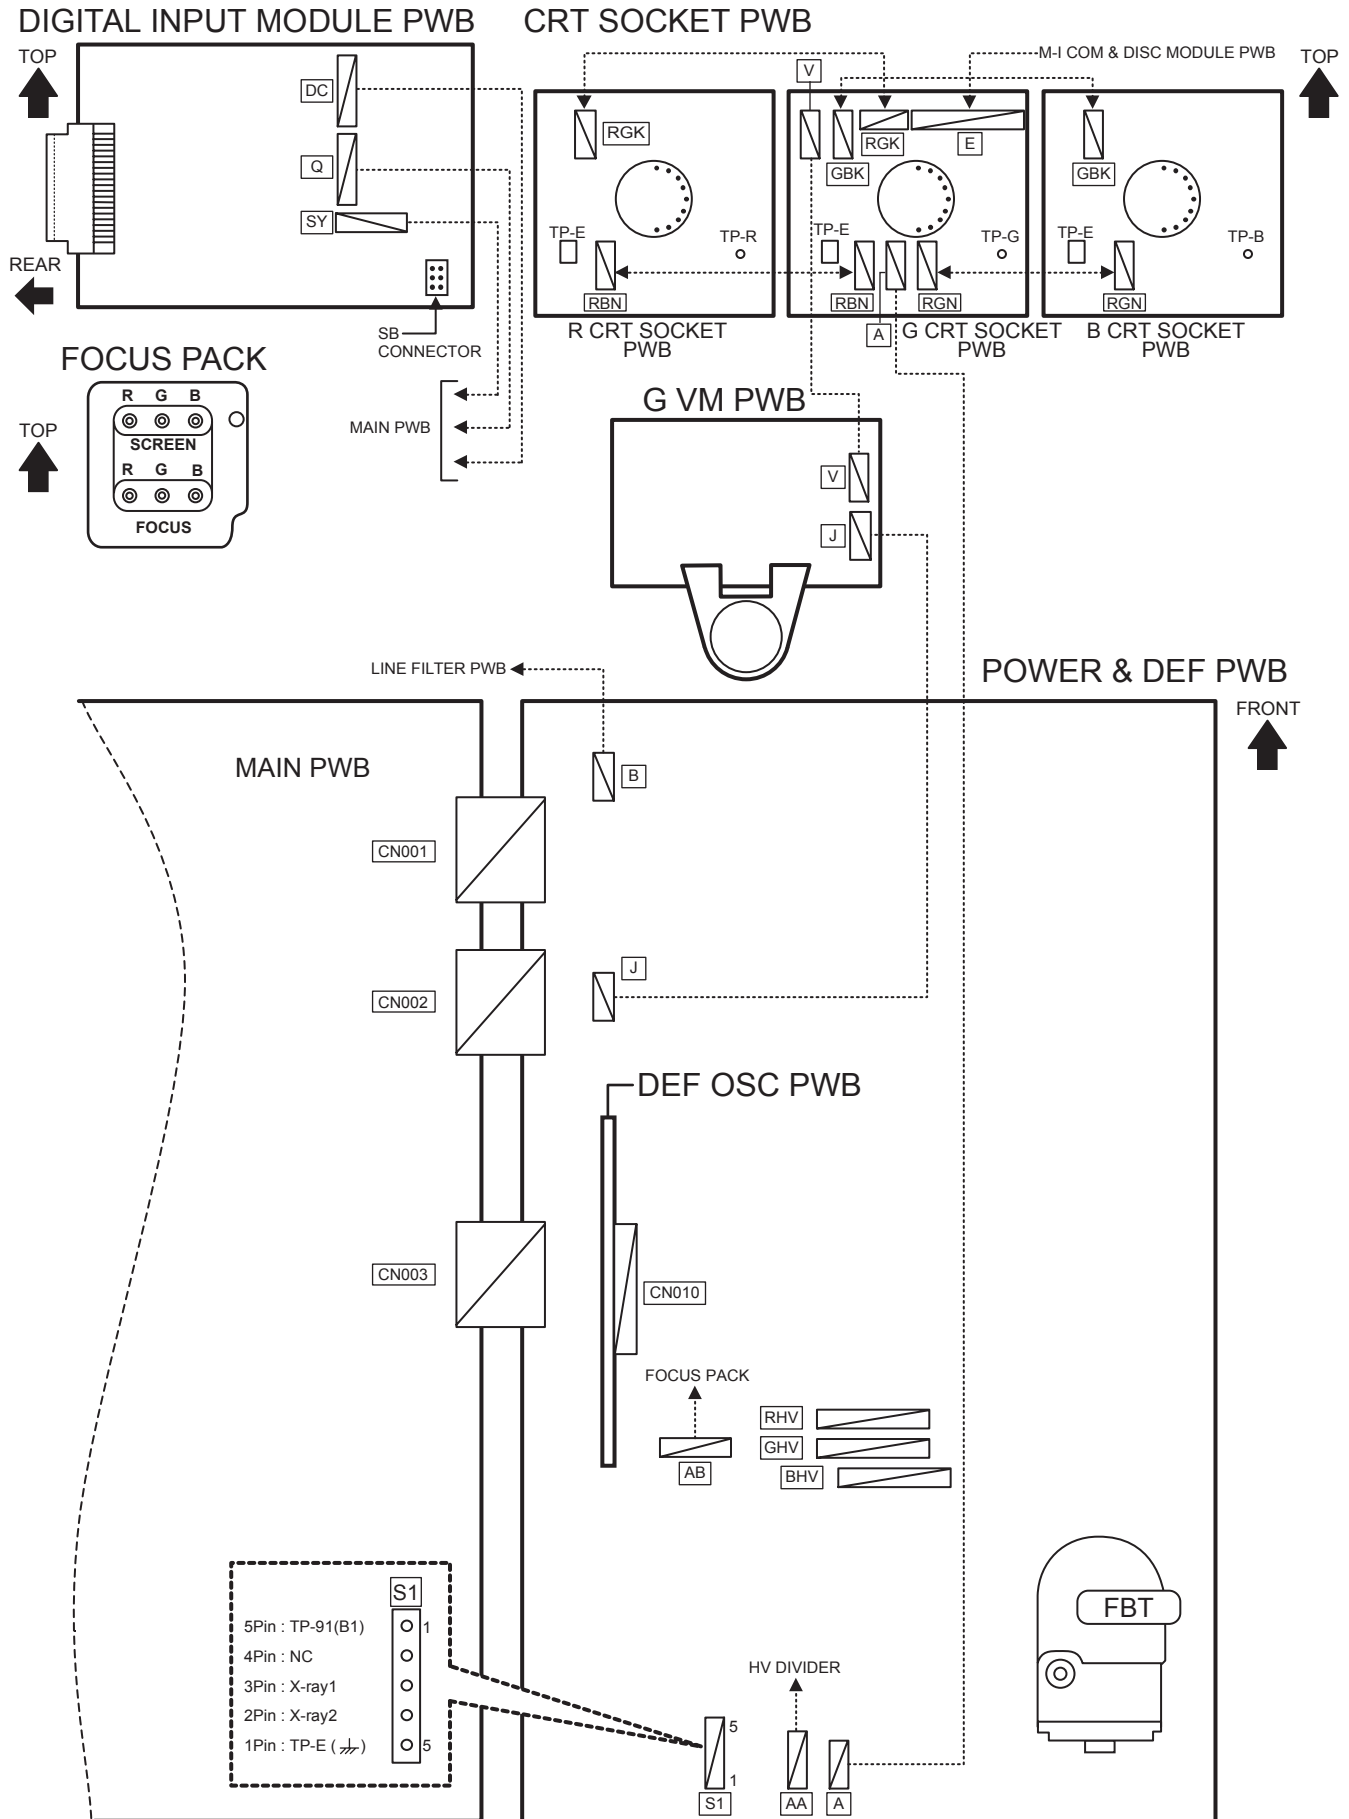 DIGITAL INPUT MODULE PWB
CRT SOCKET PWB
TOP
DC
Q
SY
REAR
SB
CONNECTOR
V
M-I COM & DISC MODULE PWB
TOP
RGK
GBK
RGK
E
GBK
TP-E
TP-R
TP-E
TP-G
TP-E
TP-B
RBN
RBN
RGN
RGN
A
R CRT SOCKET
PWB
G CRT SOCKET
PWB
B CRT SOCKET
PWB
FOCUS PACK
TOP
R G B
SCREEN
R G B
FOCUS
MAIN PWB
G VM PWB
V
J
LINE FILTER PWB
POWER & DEF PWB
FRONT
MAIN PWB
B
CN001
J
CN002
DEF OSC PWB
CN003
CN010
FOCUS PACK
RHV
GHV
AB
BHV
S1
5Pin : TP-91(B1)
1
4Pin : NC
3Pin : X-ray1
2Pin : X-ray2
1Pin : TP-E ( )
5
FBT
HV DIVIDER
5
1
S1
AA
A